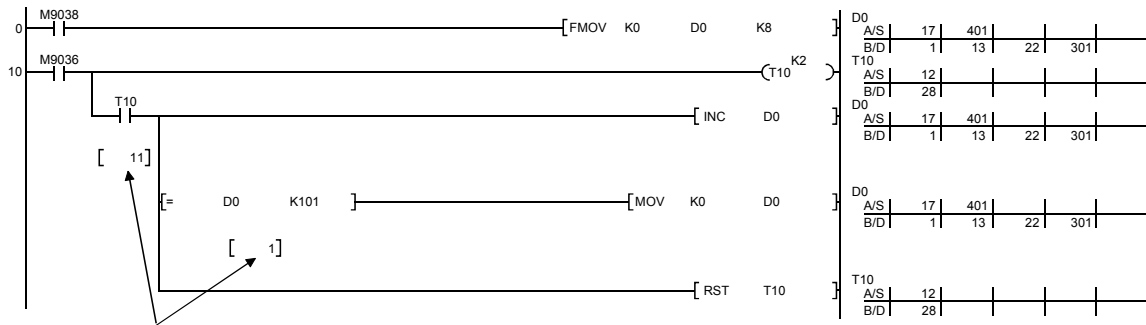 M9038
0 [FMOV K0 D0 K8 ]
D0
A/S 17 401
B/D 1 13 22 301
M9036
10 (T10 K2 )
T10
A/S 12
B/D 28
T10
[ INC D0 ]
D0
A/S 17 401
B/D 1 13 22 301
[ 11]
[= D0 K101 ] [MOV K0 D0 ]
D0
A/S 17 401
B/D 1 13 22 301
[ 1]
[ RST T10 ]
T10
A/S 12
B/D 28